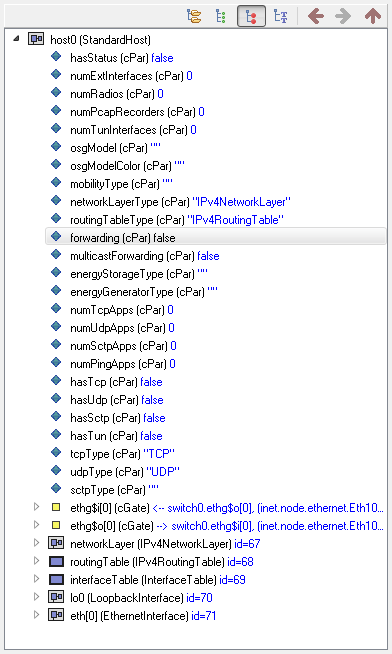 host0 (StandardHost)
hasStatus (cPar) false
numExtInterfaces (cPar) 0
numRadios (cPar) 0
numPcapRecorders (cPar) 0
numTunInterfaces (cPar) 0
osgModel (cPar) ""
osgModelColor (cPar) ""
mobilityType (cPar) ""
networkLayerType (cPar) "IPv4NetworkLayer"
routingTableType (cPar) "IPv4RoutingTable"
forwarding (cPar) false
multicastForwarding (cPar) false
energyStorageType (cPar) ""
energyGeneratorType (cPar) ""
numTcpApps (cPar) 0
numUdpApps (cPar) 0
numSctpApps (cPar) 0
numPingApps (cPar) 0
hasTcp (cPar) false
hasUdp (cPar) false
hasSctp (cPar) false
hasTun (cPar) false
tcpType (cPar) "TCP"
udpType (cPar) "UDP"
sctpType (cPar) ""
ethg$i[0] (cGate) <-- switch0.ethg$o[0], (inet.node.ethernet.Eth10...
ethg$o[0] (cGate) --> switch0.ethg$i[0], (inet.node.ethernet.Eth10...
networkLayer (IPv4NetworkLayer) id=67
routingTable (IPv4RoutingTable) id=68
interfaceTable (InterfaceTable) id=69
lo0 (LoopbackInterface) id=70
eth[0] (EthernetInterface) id=71